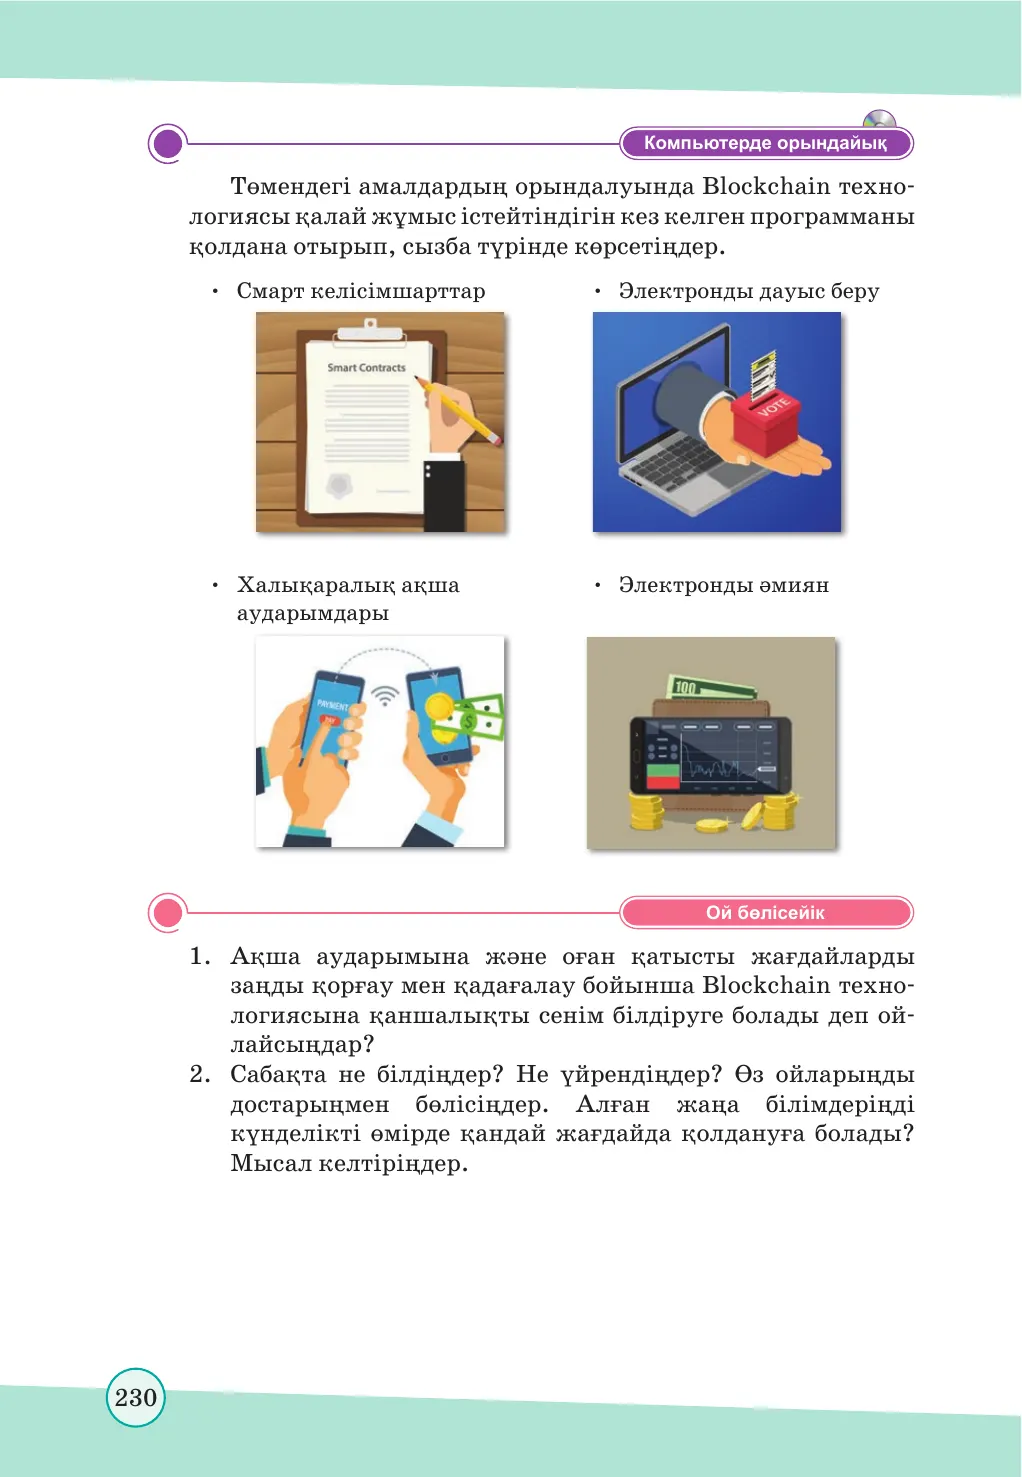 Компьютерде орындайық
Төмендегі амалдардың орындалуында Blockchain техно-
логиясы қалай жұмыс істейтіндігін кез келген программаны
қолдана отырып, сызба түрінде көрсетіңдер.
• Смарт келісімшарттар
• Электронды дауыс беру
Smart Contracts
VOTE
• Халықаралық ақша
аударымдары
• Электронды әмиян
PAYMENT
PAY
$
100
Ой бөлісейік
1. Ақша аударымына және оған қатысты жағдайларды
заңды қорғау мен қадағалау бойынша Blockchain техно-
логиясына қаншалықты сенім білдіруге болады деп ой-
лайсыңдар?
2. Сабақта не білдіңдер? Не үйрендіңдер? Өз ойларыңды
достарыңмен бөлісіңдер. Алған жаңа білімдеріңді
күнделікті өмірде қандай жағдайда қолдануға болады?
Мысал келтіріңдер.
230